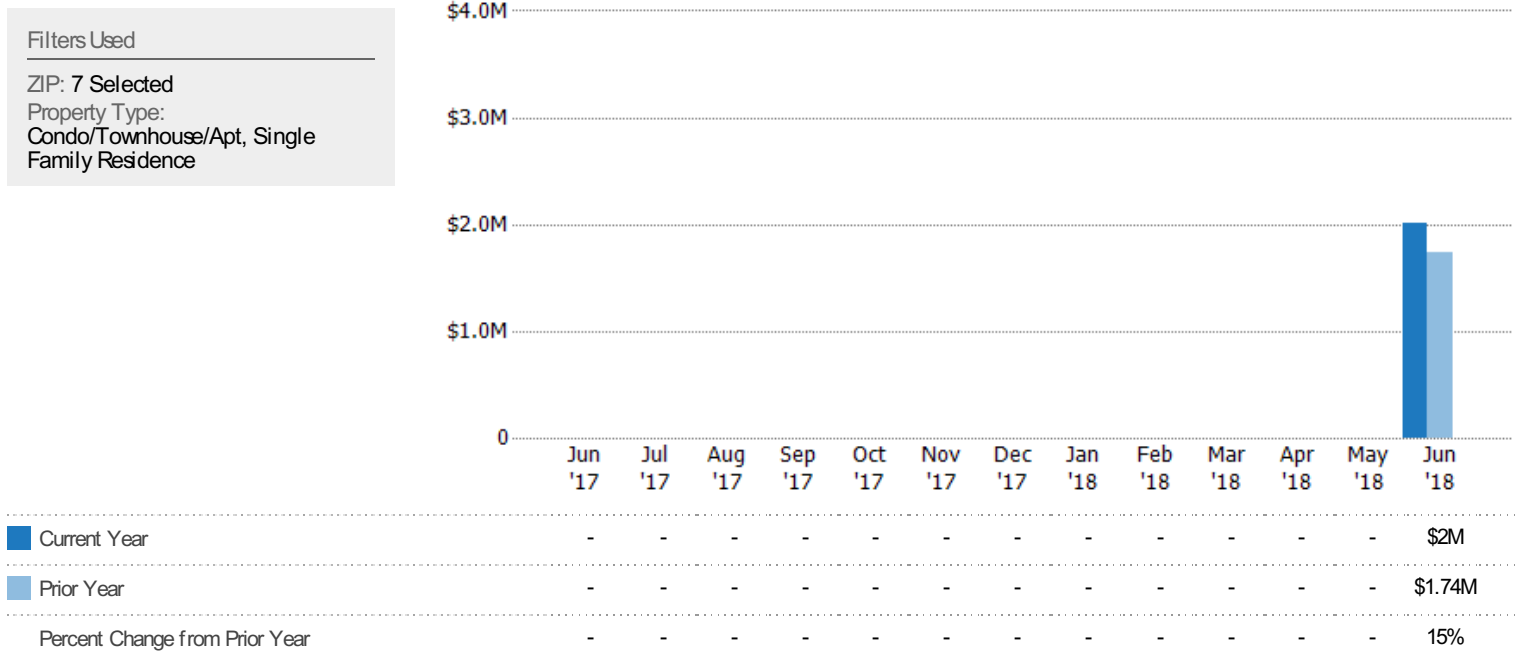 Filters Used
ZIP: 7 Selected
Property Type:
Condo/Townhouse/Apt, Single
Family Residence
$4.0M
$3.0M
$2.0M
$1.0M
0
Jun Jul Aug Sep Oct Nov Dec Jan Feb Mar Apr May Jun
'17 '17 '17 '17 '17 '17 '17 '18 '18 '18 '18 '18 '18
Current Year - - - - - - - - - - - - $2M
Prior Year - - - - - - - - - - - - $1.74M
Percent Change from Prior Year - - - - - - - - - - - - 15%